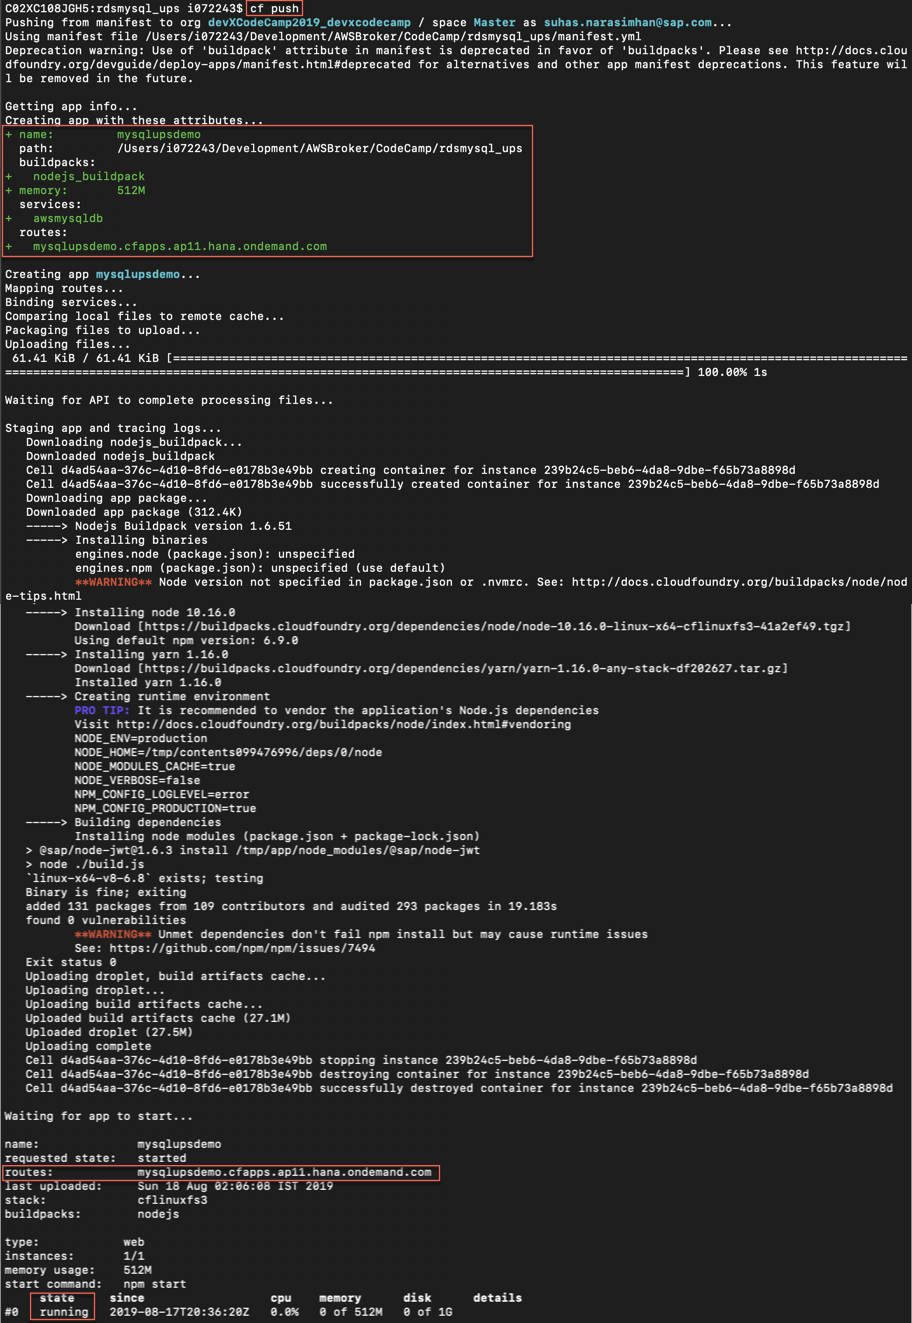 C02XC108JGH5:rdsmysql_ups i072243$ cf push
Pushing from manifest to org devXCodeCamp2019_devxcodecamp / space Master as suhas.narasimhan@sap.com...
Using manifest file /Users/i072243/Development/AWSBroker/CodeCamp/rdsmysql_ups/manifest.yml
Deprecation warning: Use of 'buildpack' attribute in manifest is deprecated in favor of 'buildpacks'. Please see http://docs.clou
dfoundry.org/devguide/deploy-apps/manifest.html#deprecated for alternatives and other app manifest deprecations. This feature wil
l be removed in the future.
Getting app info...
Creating app with these attributes...
+ name: mysqlupsdemo
path: /Users/i072243/Development/AWSBroker/CodeCamp/rdsmysql_ups
buildpacks:
+ nodejs_buildpack
+ memory: 512M
services:
+ awsmysqldb
routes:
+ mysqlupsdemo.cfapps.ap11.hana.ondemand.com
Creating app mysqlupsdemo...
Mapping routes...
Binding services...
Comparing local files to remote cache...
Packaging files to upload...
Uploading files...
61.41 KiB / 61.41 KiB [=========================================================================================================
=================================================================================================] 100.00% 1s
Waiting for API to complete processing files...
Staging app and tracing logs...
Downloading nodejs_buildpack...
Downloaded nodejs_buildpack
Cell d4ad54aa-376c-4d10-8fd6-e0178b3e49bb creating container for instance 239b24c5-beb6-4da8-9dbe-f65b73a8898d
Cell d4ad54aa-376c-4d10-8fd6-e0178b3e49bb successfully created container for instance 239b24c5-beb6-4da8-9dbe-f65b73a8898d
Downloading app package...
Downloaded app package (312.4K)
-----> Nodejs Buildpack version 1.6.51
-----> Installing binaries
engines.node (package.json): unspecified
engines.npm (package.json): unspecified (use default)
**WARNING** Node version not specified in package.json or .nvmrc. See: http://docs.cloudfoundry.org/buildpacks/node/nod
e-tips.html
-----> Installing node 10.16.0
Download [https://buildpacks.cloudfoundry.org/dependencies/node/node-10.16.0-linux-x64-cflinuxfs3-41a2ef49.tgz]
Using default npm version: 6.9.0
-----> Installing yarn 1.16.0
Download [https://buildpacks.cloudfoundry.org/dependencies/yarn/yarn-1.16.0-any-stack-df202627.tar.gz]
Installed yarn 1.16.0
-----> Creating runtime environment
PRO TIP: It is recommended to vendor the application's Node.js dependencies
Visit http://docs.cloudfoundry.org/buildpacks/node/index.html#vendoring
NODE_ENV=production
NODE_HOME=/tmp/contents099476996/deps/0/node
NODE_MODULES_CACHE=true
NODE_VERBOSE=false
NPM_CONFIG_LOGLEVEL=error
NPM_CONFIG_PRODUCTION=true
-----> Building dependencies
Installing node modules (package.json + package-lock.json)
> @sap/node-jwt@1.6.3 install /tmp/app/node_modules/@sap/node-jwt
> node ./build.js
`linux-x64-v8-6.8` exists; testing
Binary is fine; exiting
added 131 packages from 109 contributors and audited 293 packages in 19.183s
found 0 vulnerabilities
**WARNING** Unmet dependencies don't fail npm install but may cause runtime issues
See: https://github.com/npm/npm/issues/7494
Exit status 0
Uploading droplet, build artifacts cache...
Uploading droplet...
Uploading build artifacts cache...
Uploaded build artifacts cache (27.1M)
Uploaded droplet (27.5M)
Uploading complete
Cell d4ad54aa-376c-4d10-8fd6-e0178b3e49bb stopping instance 239b24c5-beb6-4da8-9dbe-f65b73a8898d
Cell d4ad54aa-376c-4d10-8fd6-e0178b3e49bb destroying container for instance 239b24c5-beb6-4da8-9dbe-f65b73a8898d
Cell d4ad54aa-376c-4d10-8fd6-e0178b3e49bb successfully destroyed container for instance 239b24c5-beb6-4da8-9dbe-f65b73a8898d
Waiting for app to start...
name: mysqlupsdemo
requested state: started
routes: mysqlupsdemo.cfapps.ap11.hana.ondemand.com
last uploaded: Sun 18 Aug 02:06:08 IST 2019
stack: cflinuxfs3
buildpacks: nodejs
type: web
instances: 1/1
memory usage: 512M
start command: npm start
state since cpu memory disk details
#0 running 2019-08-17T20:36:20Z 0.0% 0 of 512M 0 of 1G